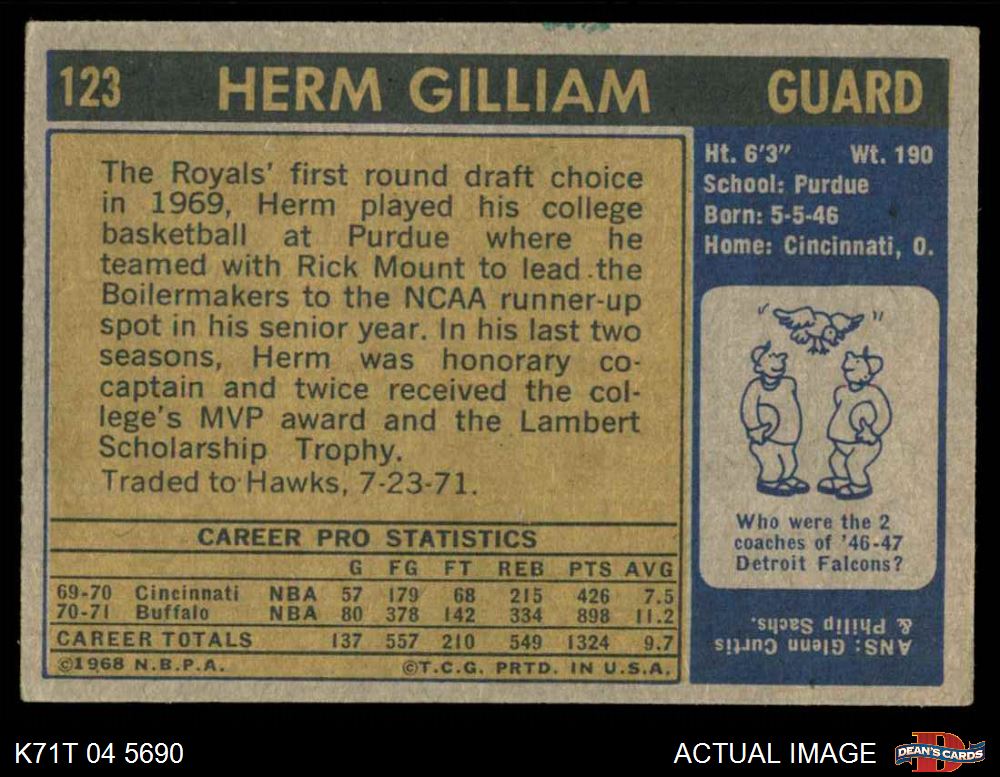 123 HERM GILLIAM GUARD
The Royals' first round draft choice
in 1969, Herm played his college
basketball at Purdue where he
teamed with Rick Mount to lead the
Boilermakers to the NCAA runner-up
spot in his senior year. In his last two
seasons, Herm was honorary co-
captain and twice received the col-
lege's MVP award and the Lambert
Scholarship Trophy.
Traded to Hawks, 7-23-71.
CAREER PRO STATISTICS
G FG FT REB PTS AVG
69-70 Cincinnati NBA 57 179 68 215 426 7.5
70-71 Buffalo NBA 80 378 142 334 898 11.2
CAREER TOTALS 137 557 210 549 1324 9.7
©1968 N.B.P.A. ©T.C.G. PRTD. IN U.S.A.
Ht. 6'3" Wt. 190
School: Purdue
Born: 5-5-46
Home: Cincinnati, O.
Who were the 2
coaches of '46-47
Detroit Falcons?
ANS: Glenn Curtis
& Philip Sachs.
K71T 04 5690 ACTUAL IMAGE DEAN'S CARDS